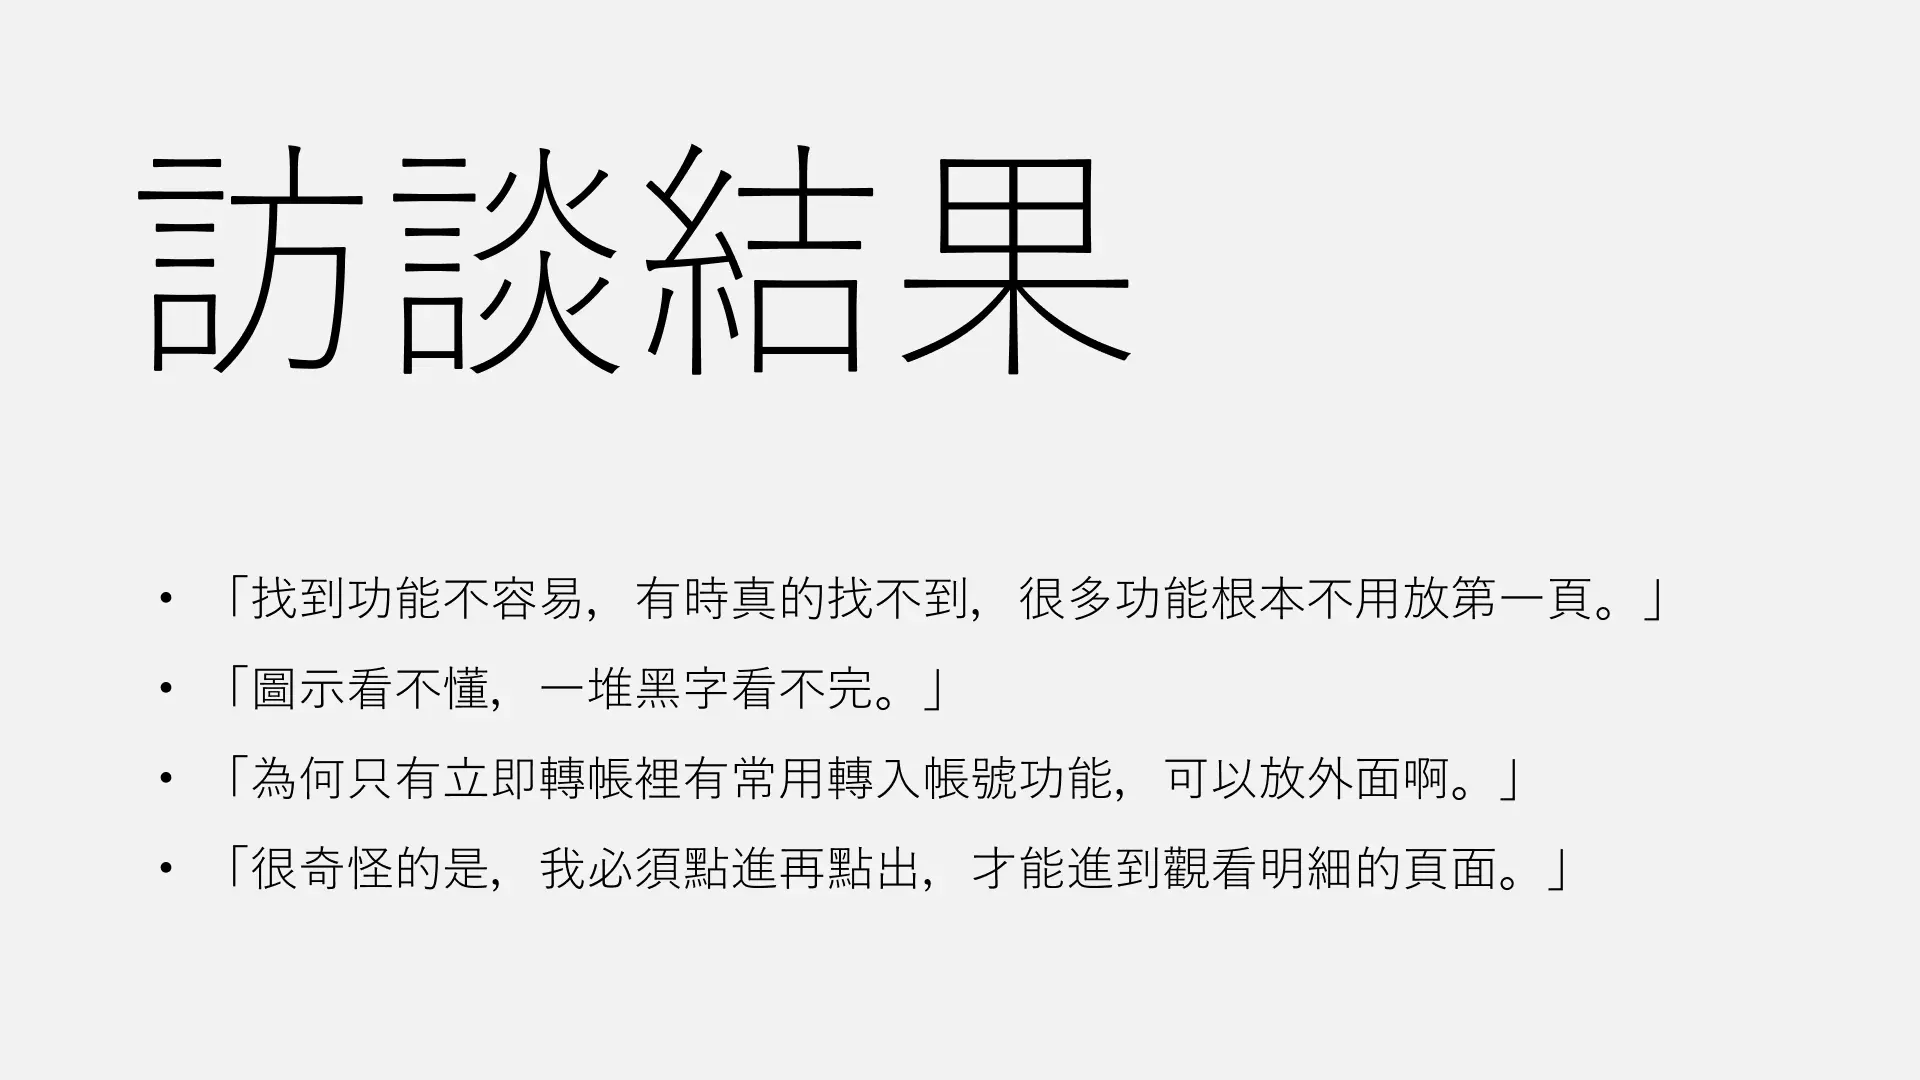 訪談結果
• 「找到功能不容易，有時真的找不到，很多功能根本不用放第一頁。」
• 「圖示看不懂，一堆黑字看不完。」
• 「為何只有立即轉帳裡有常用轉入帳號功能，可以放外面啊。」
• 「很奇怪的是，我必須點進再點出，才能進到觀看明細的頁面。」